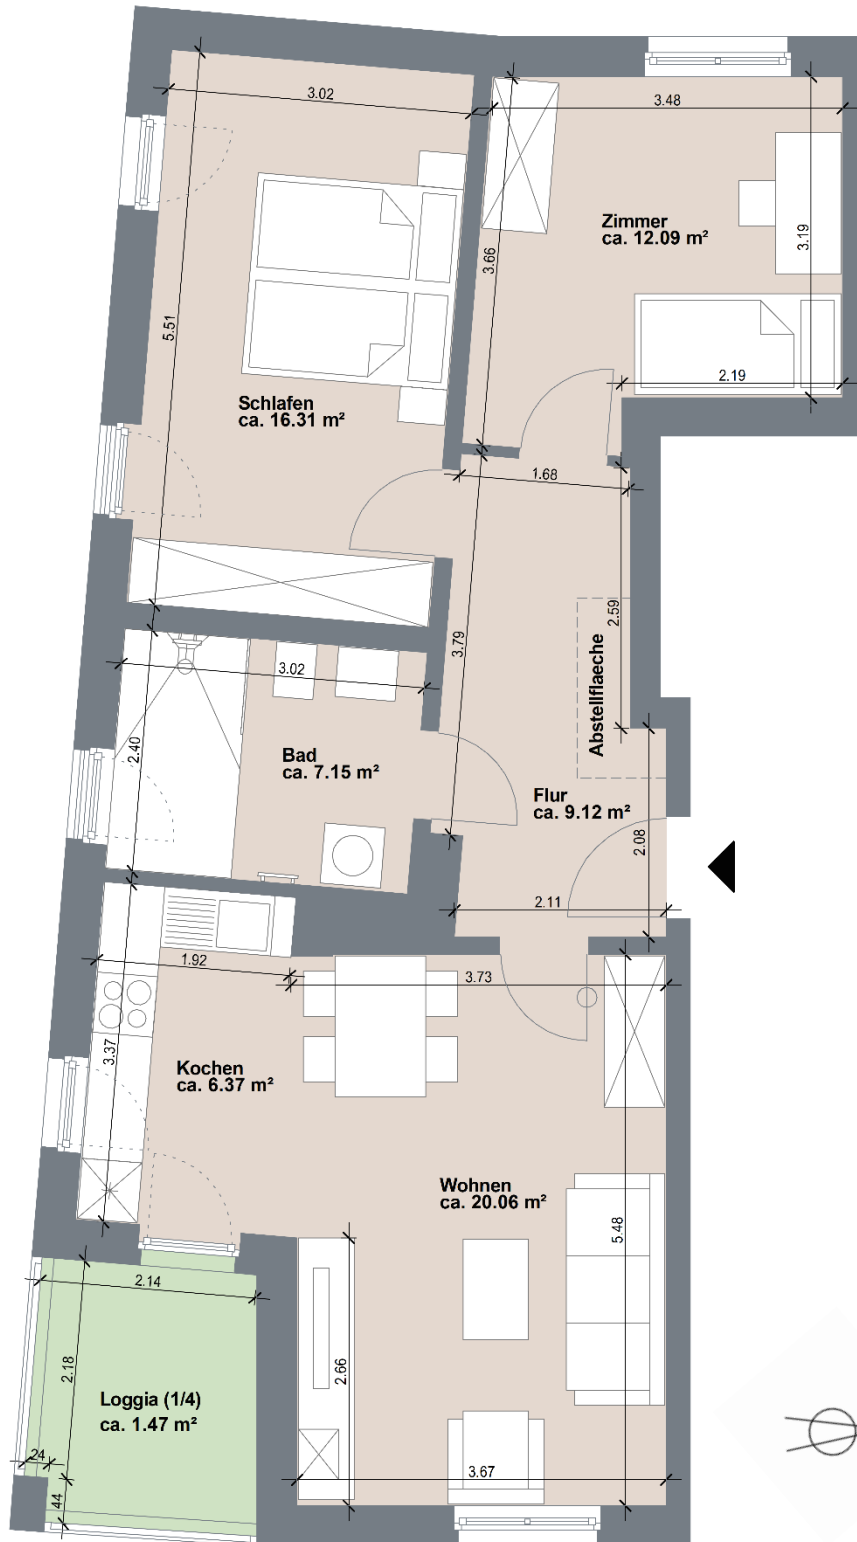 3.02
3.48
Zimmer
ca. 12.09 m²
3.19
3.66
5.51
2.19
Schlafen
ca. 16.31 m²
1.68
2.59
3.79
Abstellflaeche
3.02
2.40
Bad
ca. 7.15 m²
Flur
ca. 9.12 m²
2.08
2.11
1.92
3.73
3.37
Kochen
ca. 6.37 m²
Wohnen
ca. 20.06 m²
5.48
2.14
2.18
2.66
Loggia (1/4)
ca. 1.47 m²
24
3.67
44